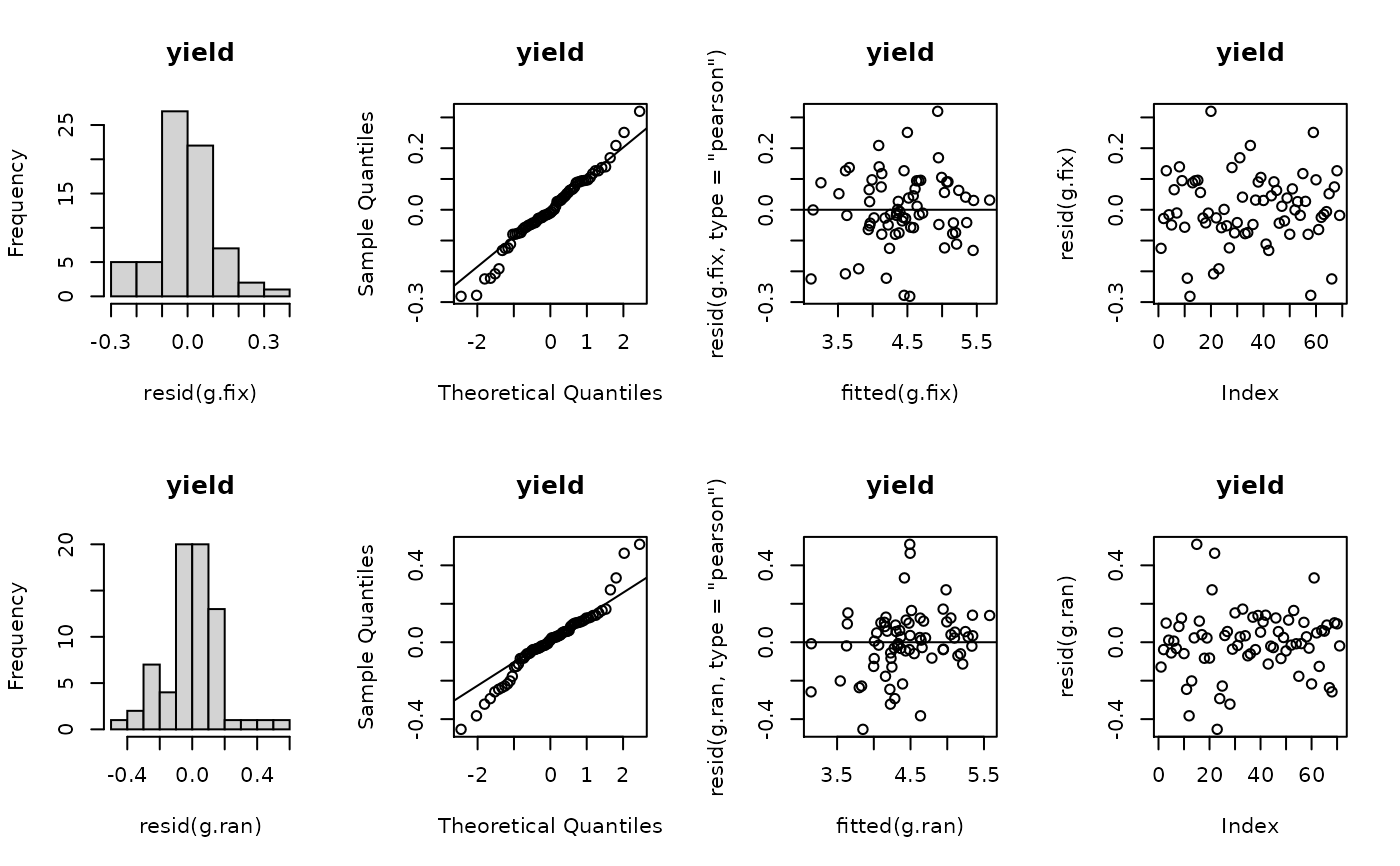 yield
Frequency
0
5
15
25
-0.3
0.0
0.3
resid(g.fix)
yield
Sample Quantiles
-0.3
0.0
0.2
-2
0
1
2
Theoretical Quantiles
yield
resid(g.fix, type = "pearson")
-0.3
0.0
0.2
3.5
4.5
5.5
fitted(g.fix)
yield
resid(g.fix)
-0.3
0.0
0.2
0
20
40
60
Index
yield
Frequency
0
5
10
20
-0.4
0.0
0.4
resid(g.ran)
yield
Sample Quantiles
-0.4
0.0
0.4
-2
0
1
2
Theoretical Quantiles
yield
resid(g.ran, type = "pearson")
-0.4
0.0
0.4
3.5
4.5
5.5
fitted(g.ran)
yield
resid(g.ran)
-0.4
0.0
0.4
0
20
40
60
Index